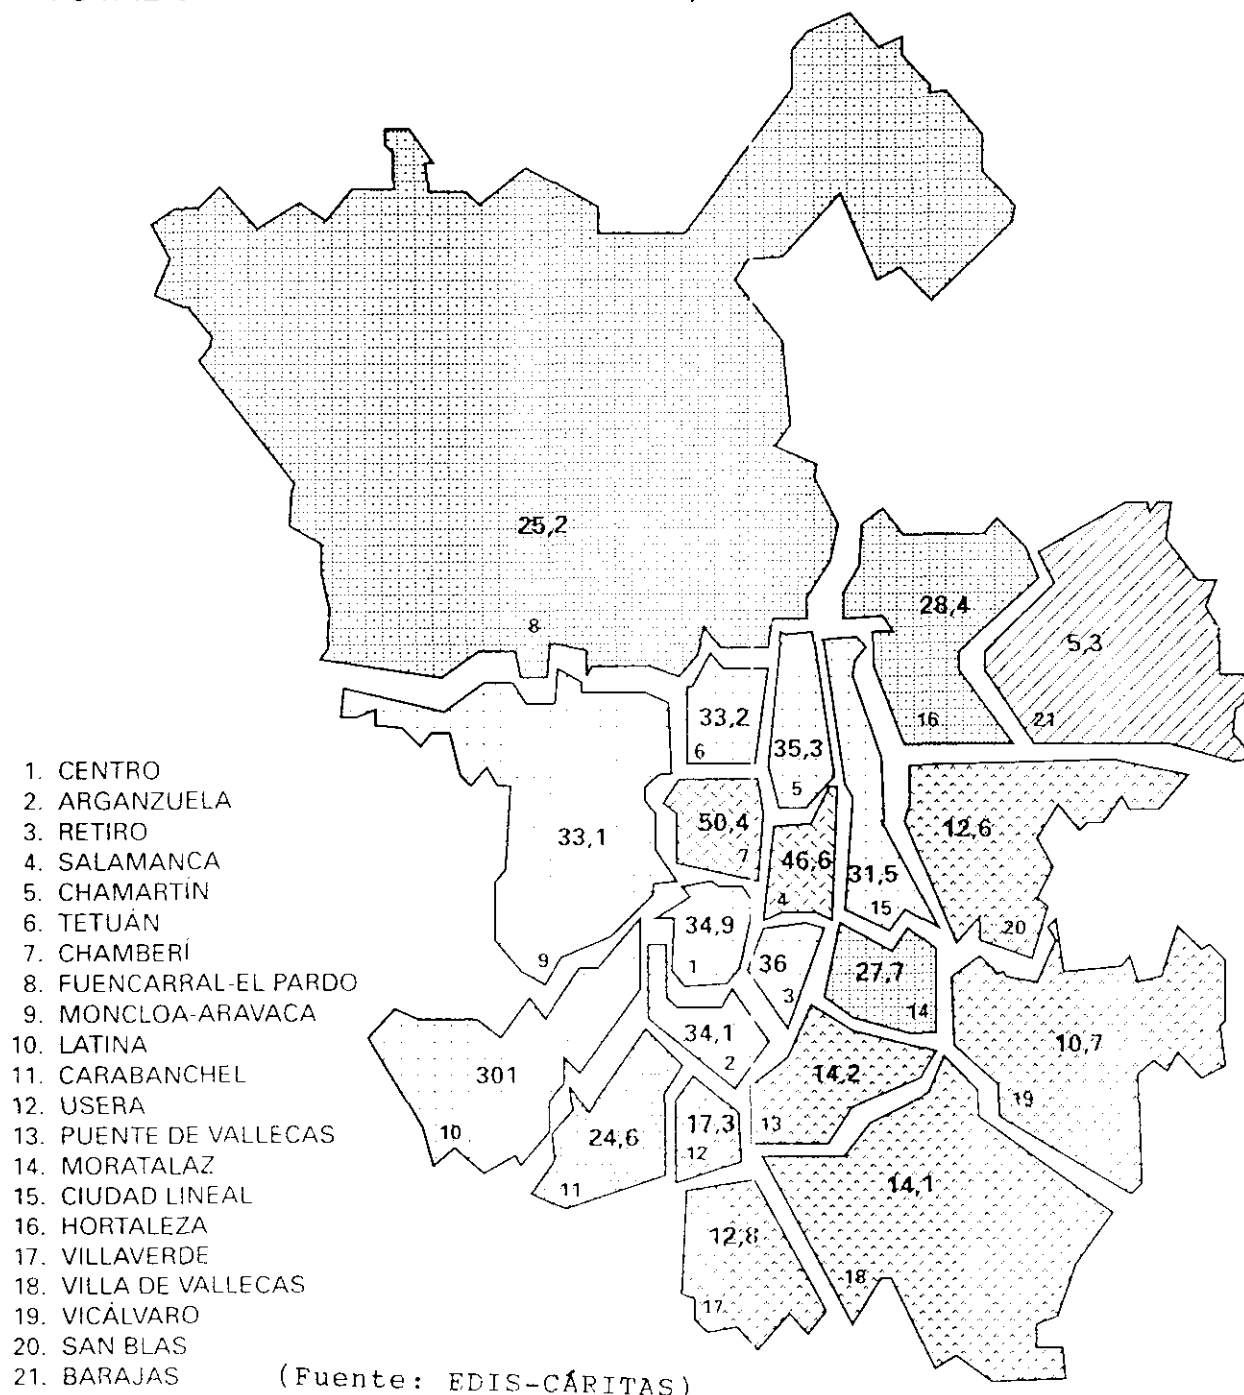 25,2
8
28,4
16
5,3
21
33,2
6
35,3
5
33,1
9
50,4
7
46,6
4
31,5
15
12,6
20
34,9
1
36
3
27,7
14
34,1
2
301
10
24,6
11
17,3
12
14,2
13
10,7
19
14,1
18
12,8
17
1. CENTRO
2. ARGANZUELA
3. RETIRO
4. SALAMANCA
5. CHAMARTÍN
6. TETUÁN
7. CHAMBERÍ
8. FUENCARRAL-EL PARDO
9. MONCLOA-ARAVACA
10. LATINA
11. CARABANCHEL
12. USERA
13. PUENTE DE VALLECAS
14. MORATALAZ
15. CIUDAD LINEAL
16. HORTALEZA
17. VILLAVERDE
18. VILLA DE VALLECAS
19. VICÁLVARO
20. SAN BLAS
21. BARAJAS
(Fuente: EDIS-CÁRITAS)